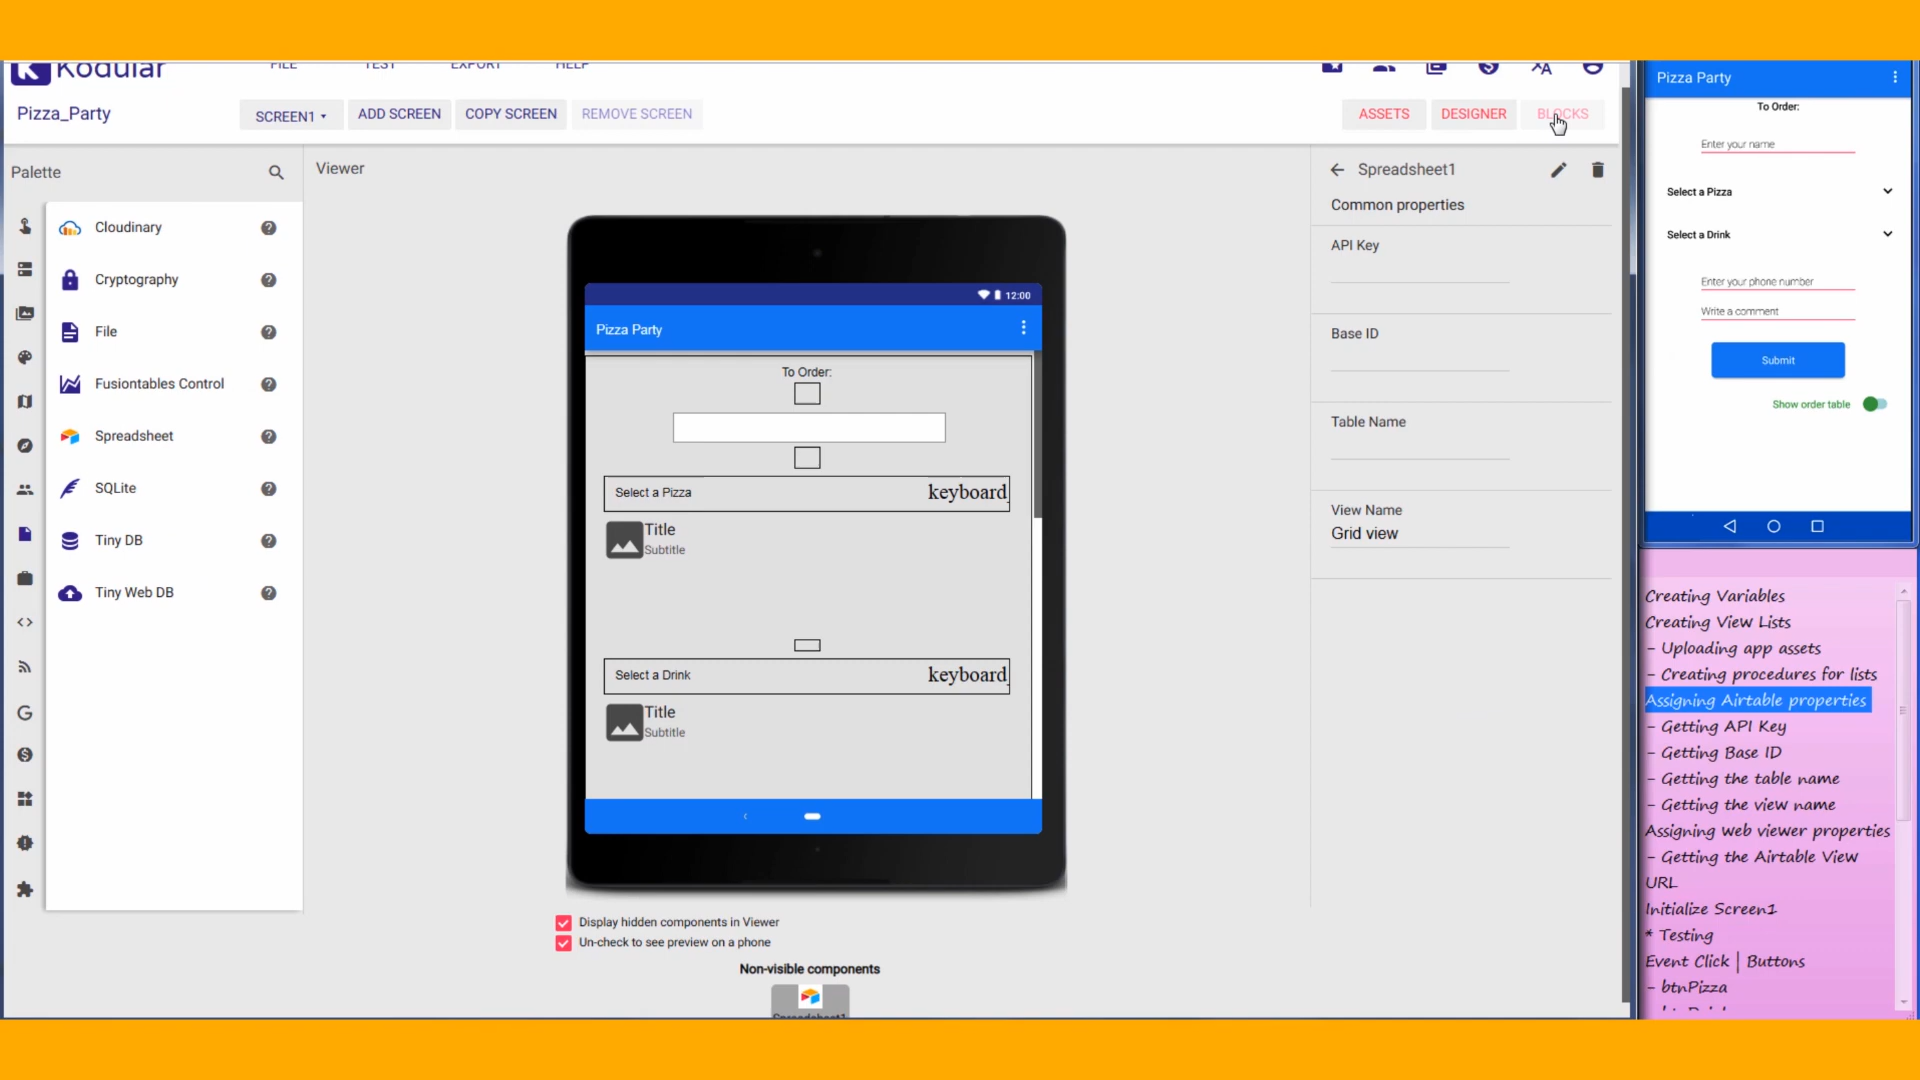 Kodular
FILE
TEST
EXPORT
HELP
Pizza_Party
SCREEN1
ADD SCREEN
COPY SCREEN
REMOVE SCREEN
ASSETS
DESIGNER
BLOCKS
Palette
Cloudinary
Cryptography
File
Fusiontables Control
Spreadsheet
SQLite
Tiny DB
Tiny Web DB
Viewer
12:00
Pizza Party
To Order:
Select a Pizza
keyboard
Title
Subtitle
Select a Drink
keyboard
Title
Subtitle
Display hidden components in Viewer
Un-check to see preview on a phone
Non-visible components
Spreadsheet1
Spreadsheet1
Common properties
API Key
Base ID
Table Name
View Name
Grid view
Pizza Party
To Order:
Enter your name
Select a Pizza
Select a Drink
Enter your phone number
Write a comment
Submit
Show order table
Creating Variables
Creating View Lists
- Uploading app assets
- Creating procedures for lists
Assigning Airtable properties
- Getting API Key
- Getting Base ID
- Getting the table name
- Getting the view name
Assigning web viewer properties
- Getting the Airtable View
URL
Initialize Screen1
* Testing
Event Click | Buttons
- btnPizza